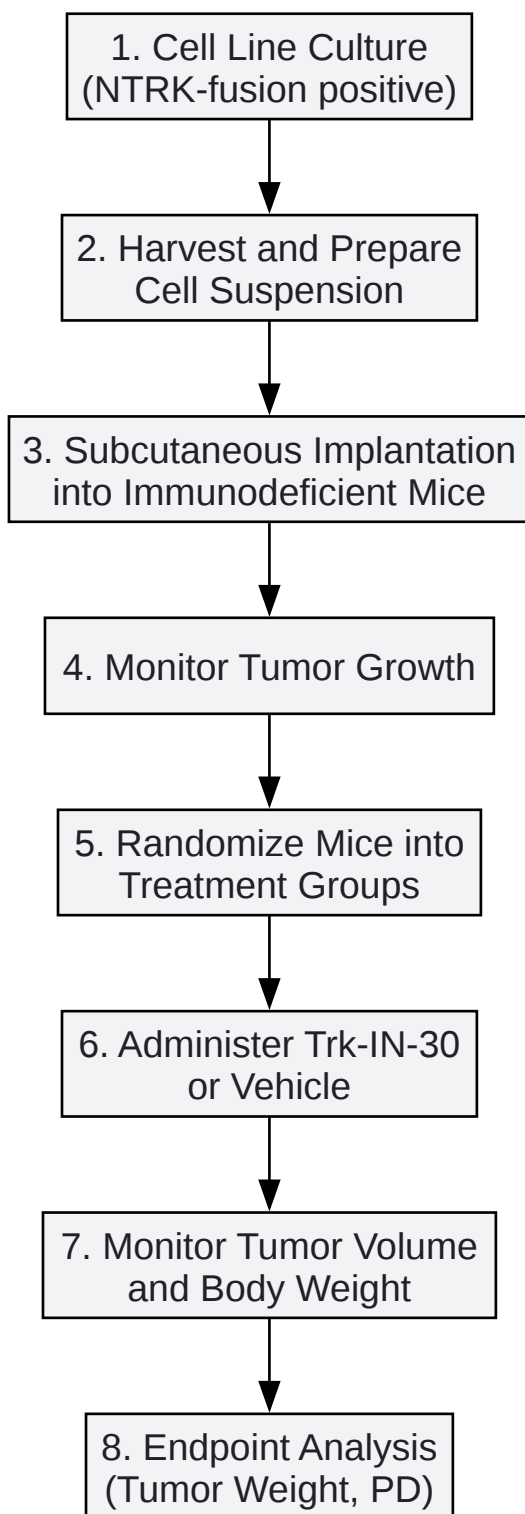 1. Cell Line Culture
(NTRK-fusion positive)
2. Harvest and Prepare
Cell Suspension
3. Subcutaneous Implantation
into Immunodeficient Mice
4. Monitor Tumor Growth
5. Randomize Mice into
Treatment Groups
6. Administer Trk-IN-30
or Vehicle
7. Monitor Tumor Volume
and Body Weight
8. Endpoint Analysis
(Tumor Weight, PD)